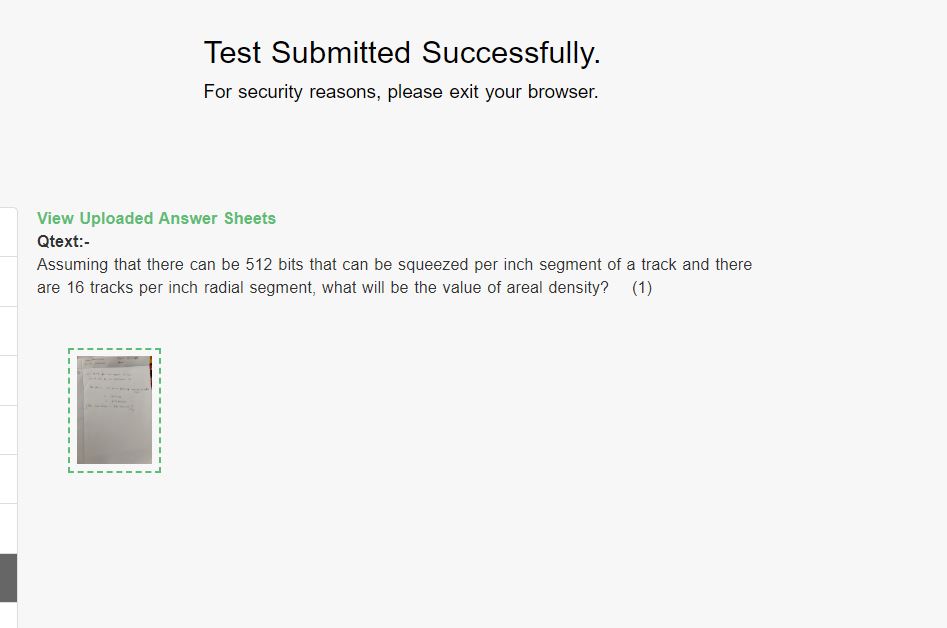 Test Submitted Successfully.
For security reasons, please exit your browser.
View Uploaded Answer Sheets
Qtext:-
Assuming that there can be 512 bits that can be squeezed per inch segment of a track and there
are 16 tracks per inch radial segment, what will be the value of areal density? (1)